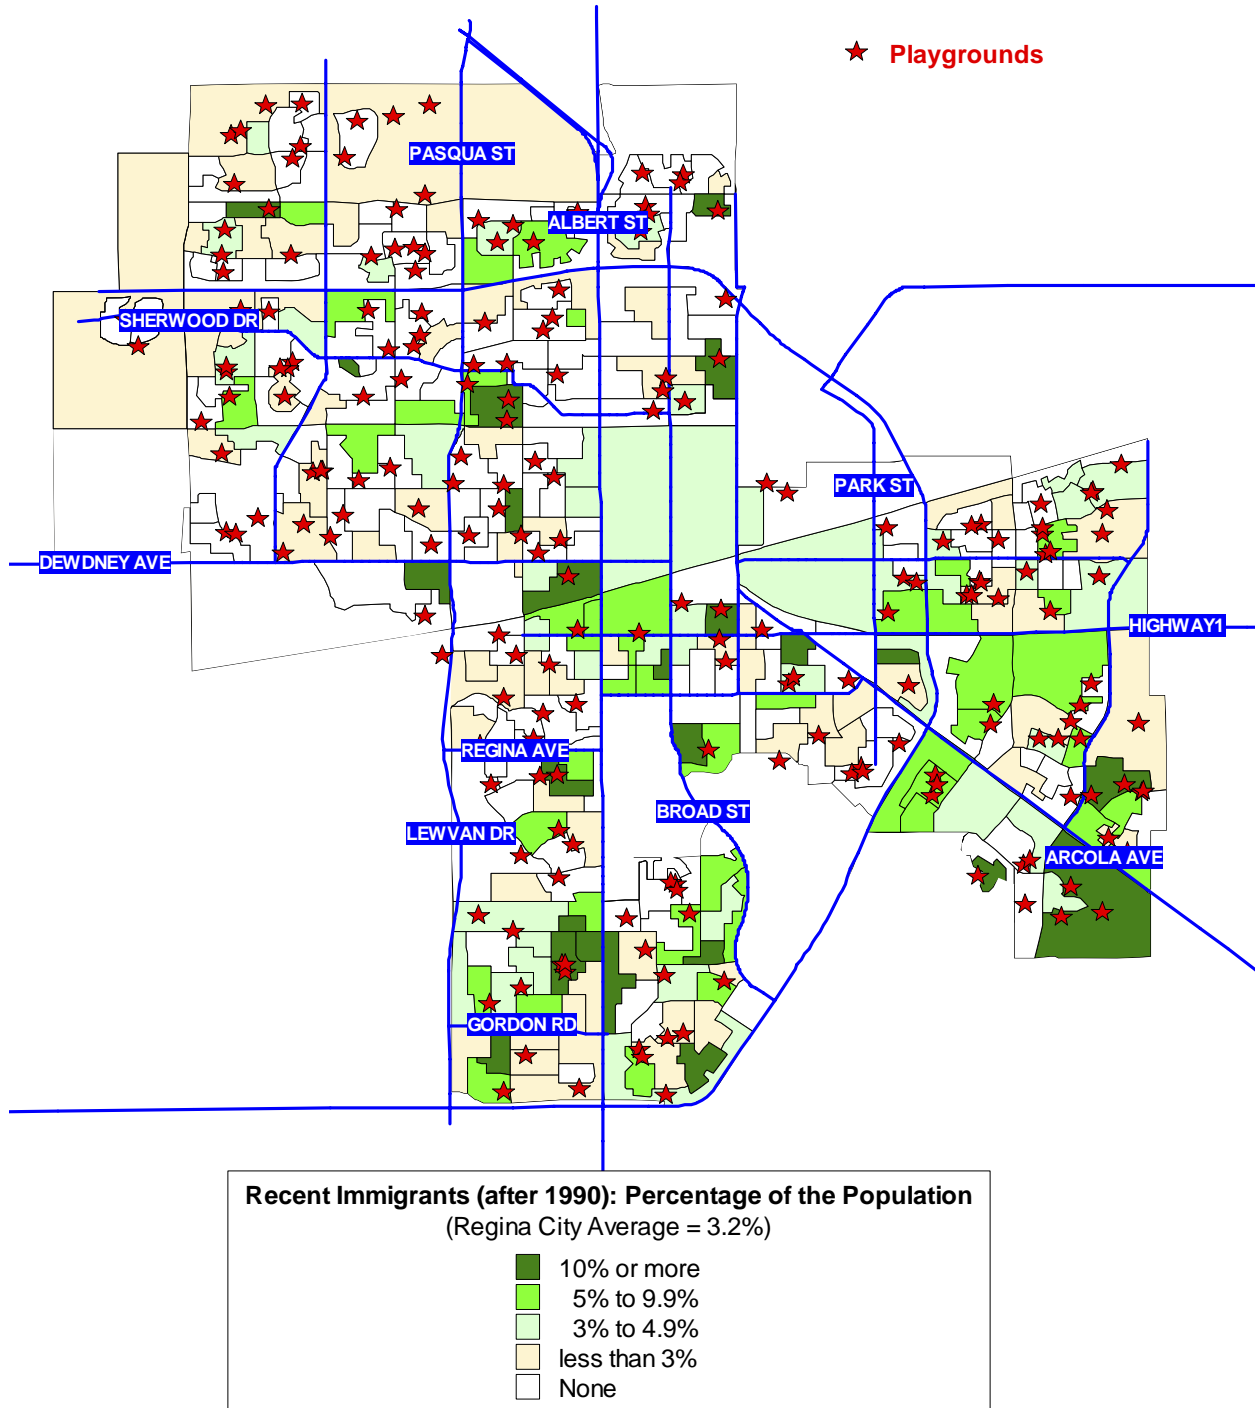 Playgrounds
PASQUA ST
ALBERT ST
SHERWOOD DR
PARK ST
DEWDNEY AVE
HIGHWAY1
REGINA AVE
BROAD ST
LEWVAN DR
ARCOLA AVE
GORDON RD
Recent Immigrants (after 1990): Percentage of the Population
(Regina City Average = 3.2%)
10% or more
5% to 9.9%
3% to 4.9%
less than 3%
None